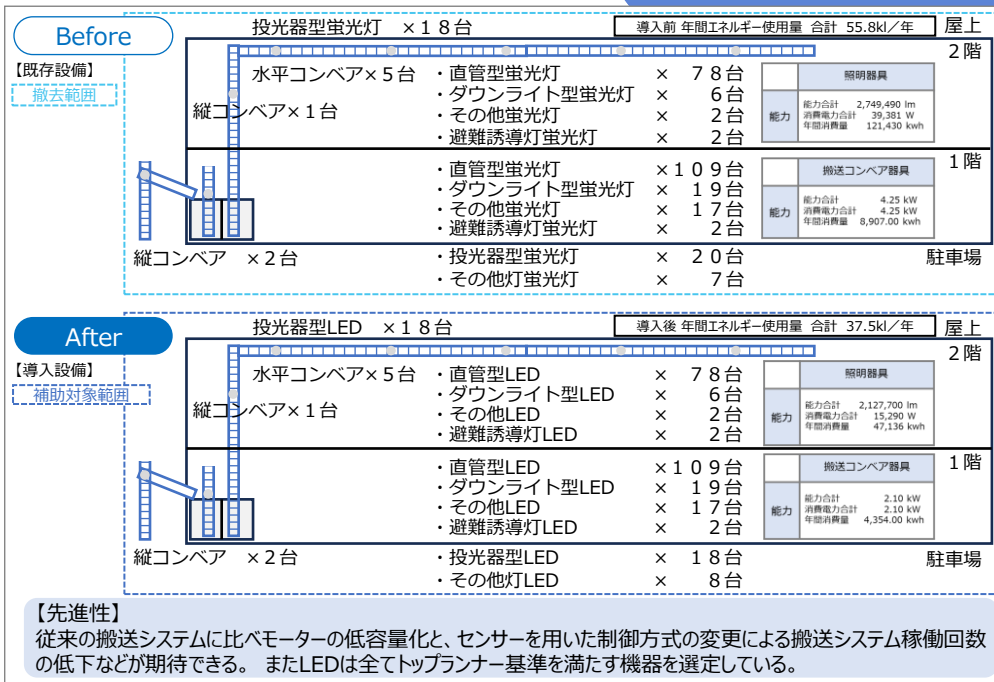 Before
投光器型蛍光灯　×１８台
導入前 年間エネルギー使用量 合計 55.8kl／年
屋上
2階
【既存設備】
撤去範囲
水平コンベア×５台
縦コンベア×１台
・直管型蛍光灯　×　７８台
・ダウンライト型蛍光灯　×　６台
・その他蛍光灯　×　２台
・避難誘導灯蛍光灯　×　２台
照明器具
能力
能力合計　2,749,490 lm
消費電力合計　39,381 W
年間消費量　121,430 kwh
1階
・直管型蛍光灯　×１０９台
・ダウンライト型蛍光灯　×　１９台
・その他蛍光灯　×　１７台
・避難誘導灯蛍光灯　×　２台
搬送コンベア器具
能力
能力合計　4.25 kW
消費電力合計　4.25 kW
年間消費量　8,907.00 kwh
縦コンベア　×２台
・投光器型蛍光灯　×　２０台
・その他灯蛍光灯　×　７台
駐車場
After
投光器型LED　×１８台
導入後 年間エネルギー使用量 合計 37.5kl／年
屋上
2階
【導入設備】
補助対象範囲
水平コンベア×５台
縦コンベア×１台
・直管型LED　×　７８台
・ダウンライト型LED　×　６台
・その他LED　×　２台
・避難誘導灯LED　×　２台
照明器具
能力
能力合計　2,127,700 lm
消費電力合計　15,290 W
年間消費量　47,136 kwh
1階
・直管型LED　×１０９台
・ダウンライト型LED　×　１９台
・その他LED　×　１７台
・避難誘導灯LED　×　２台
搬送コンベア器具
能力
能力合計　2.10 kW
消費電力合計　2.10 kW
年間消費量　4,354.00 kwh
縦コンベア　×２台
・投光器型LED　×　１８台
・その他灯LED　×　８台
駐車場
【先進性】
従来の搬送システムに比べモーターの低容量化と、センサーを用いた制御方式の変更による搬送システム稼働回数
の低下などが期待できる。 またLEDは全てトップランナー基準を満たす機器を選定している。